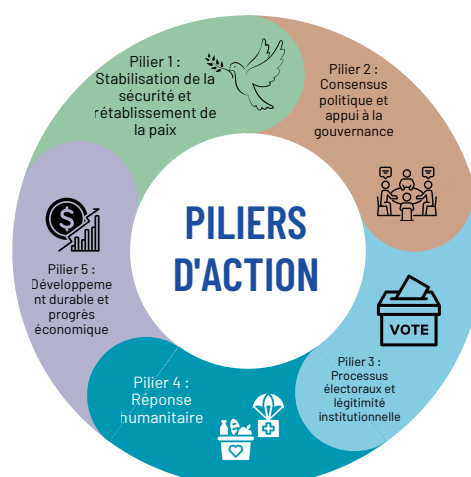 PILIERS
D'ACTION
Pilier 1 :
Stabilisation de la
sécurité et
rétablissement de
la paix
Pilier 2 :
Consensus
politique et
appui à la
gouvernance
VOTE
Pilier 3 :
Processus
électoraux et
légitimité
institutionnelle
Pilier 4 :
Réponse
humanitaire
Pilier 5 :
Développeme
nt durable et
progrès
économique